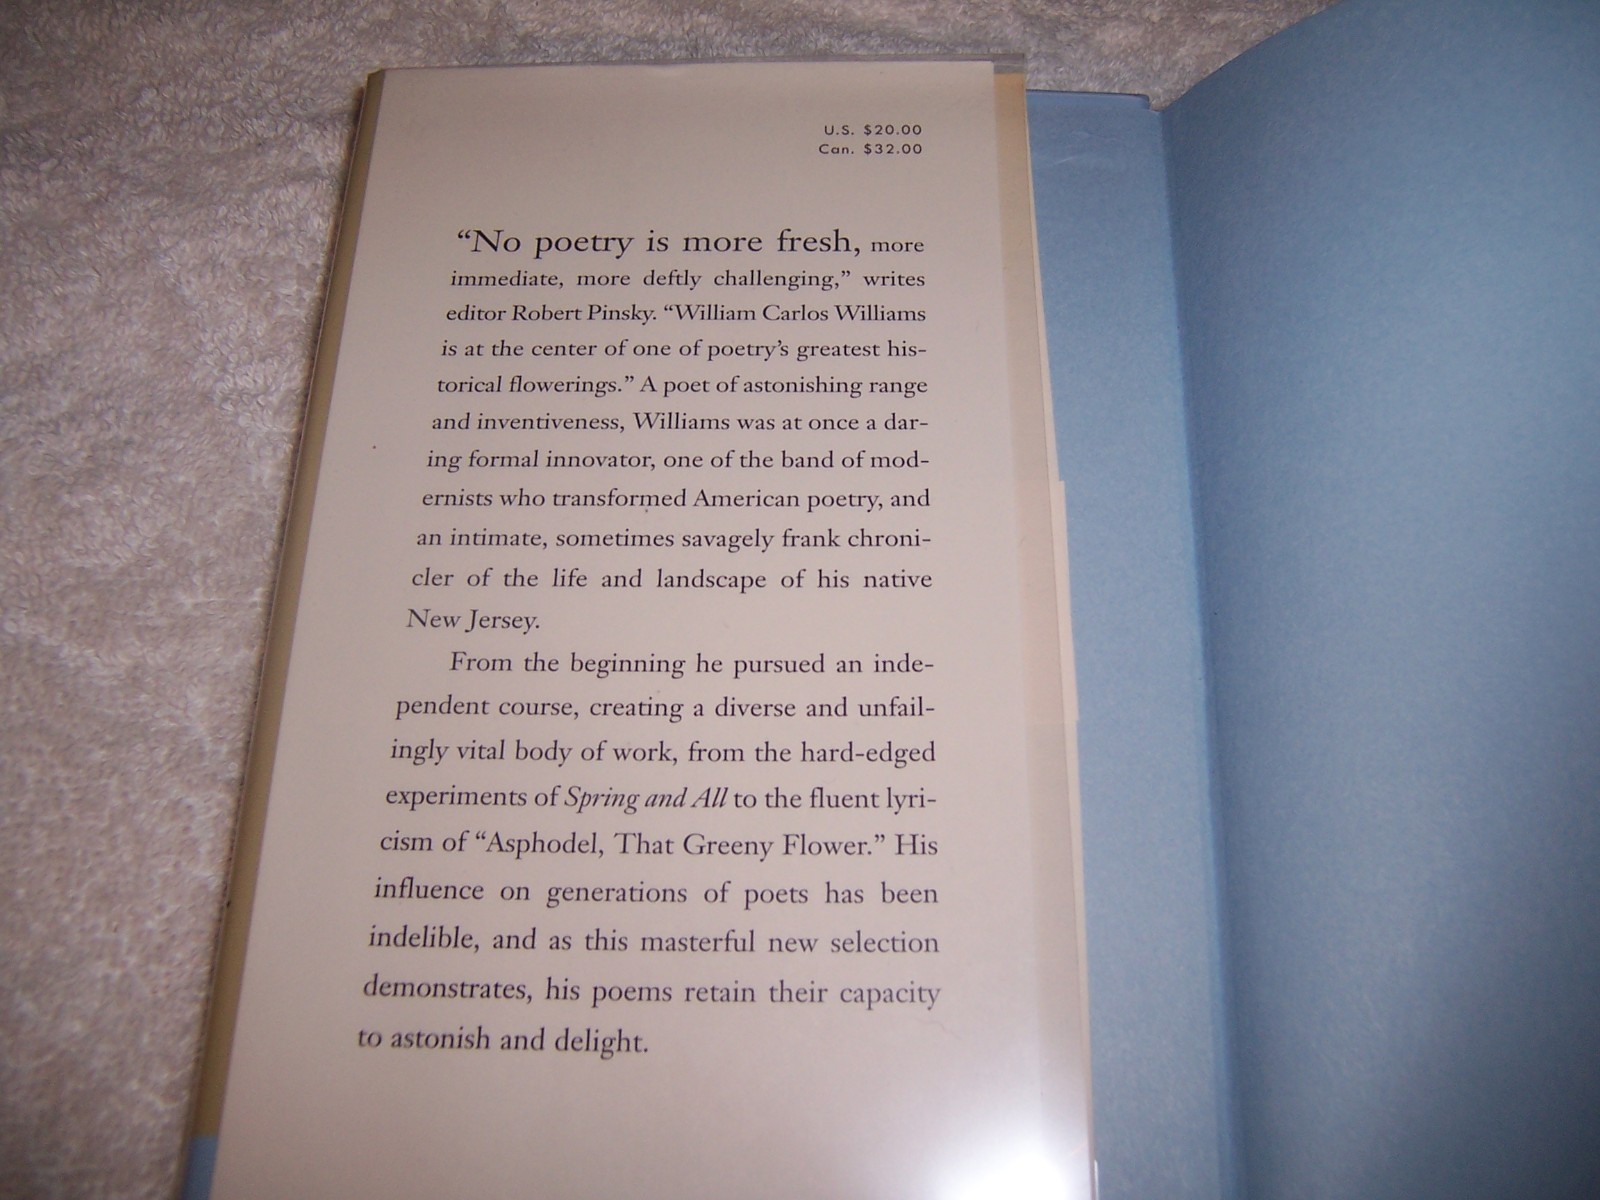 U.S. $20.00
Can. $32.00
“No poetry is more fresh, more
immediate, more deftly challenging,” writes
editor Robert Pinsky. “William Carlos Williams
is at the center of one of poetry’s greatest his-
torical flowerings.” A poet of astonishing range
and inventiveness, Williams was at once a dar-
ing formal innovator, one of the band of mod-
ernists who transformed American poetry, and
an intimate, sometimes savagely frank chroni-
cler of the life and landscape of his native
New Jersey.
From the beginning he pursued an inde-
pendent course, creating a diverse and unfail-
ingly vital body of work, from the hard-edged
experiments of Spring and All to the fluent lyri-
cism of “Asphodel, That Greeny Flower.” His
influence on generations of poets has been
indelible, and as this masterful new selection
demonstrates, his poems retain their capacity
to astonish and delight.